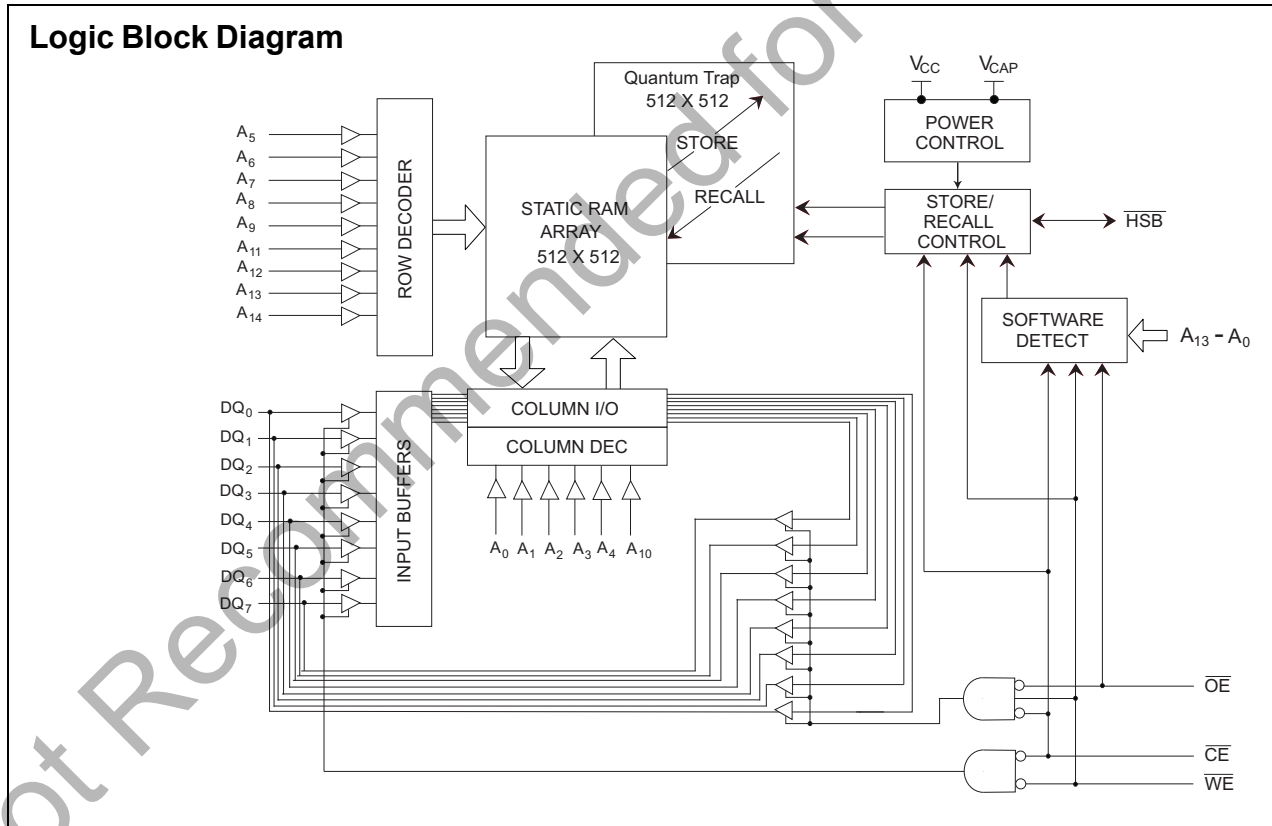 Logic Block Diagram
A5
A6
A7
A8
A9
A11
A12
A13
A14
ROW DECODER
Quantum Trap
512 X 512
STORE
RECALL
STATIC RAM
ARRAY
512 X 512
VCC
VCAP
POWER
CONTROL
STORE/
RECALL
CONTROL
HSB
SOFTWARE
DETECT
A13 - A0
DQ0
DQ1
DQ2
DQ3
DQ4
DQ5
DQ6
DQ7
INPUT BUFFERS
COLUMN I/O
COLUMN DEC
A0 A1 A2 A3 A4 A10
OE
CE
WE
ot Recommended for